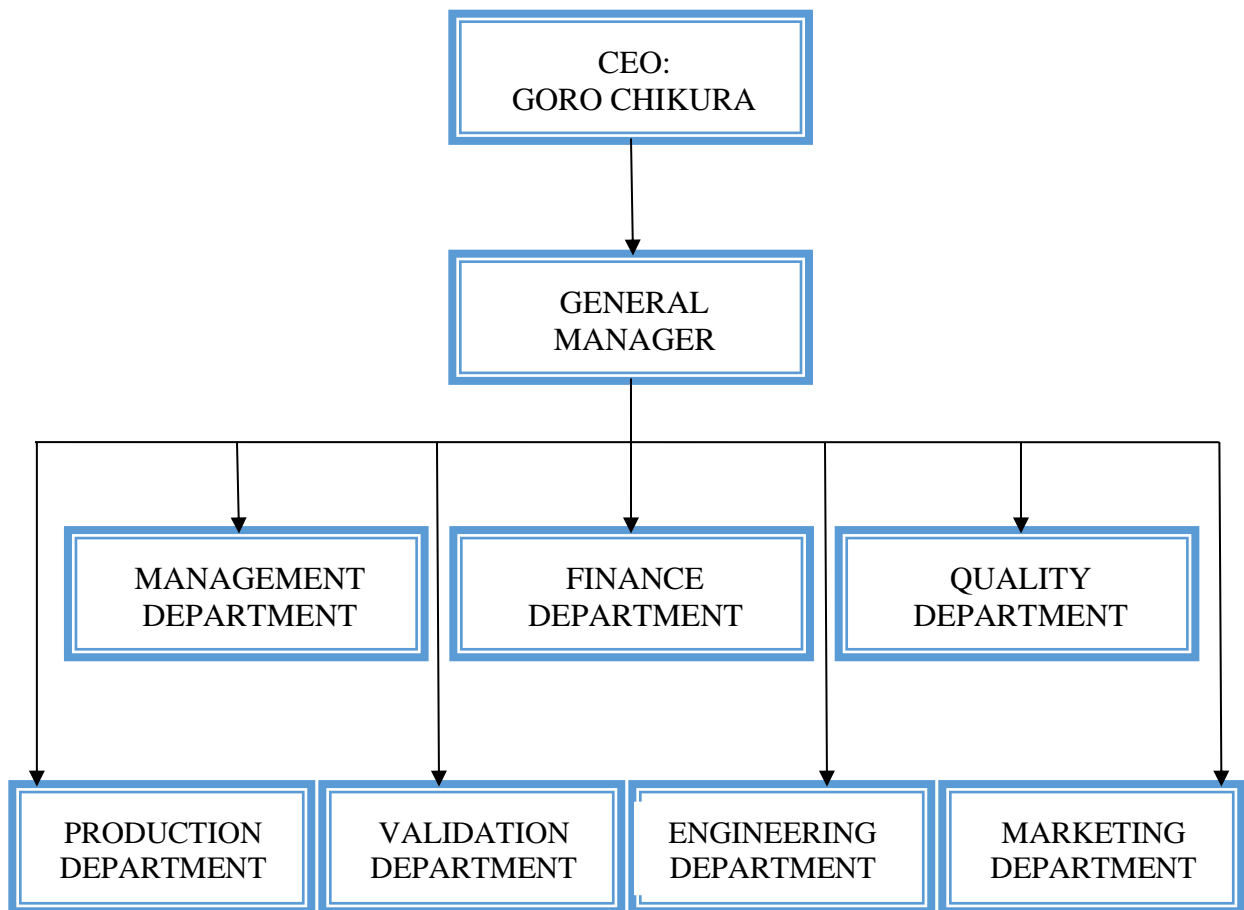 CEO:
GORO CHIKURA
GENERAL
MANAGER
MANAGEMENT
DEPARTMENT
FINANCE
DEPARTMENT
QUALITY
DEPARTMENT
PRODUCTION
DEPARTMENT
VALIDATION
DEPARTMENT
ENGINEERING
DEPARTMENT
MARKETING
DEPARTMENT